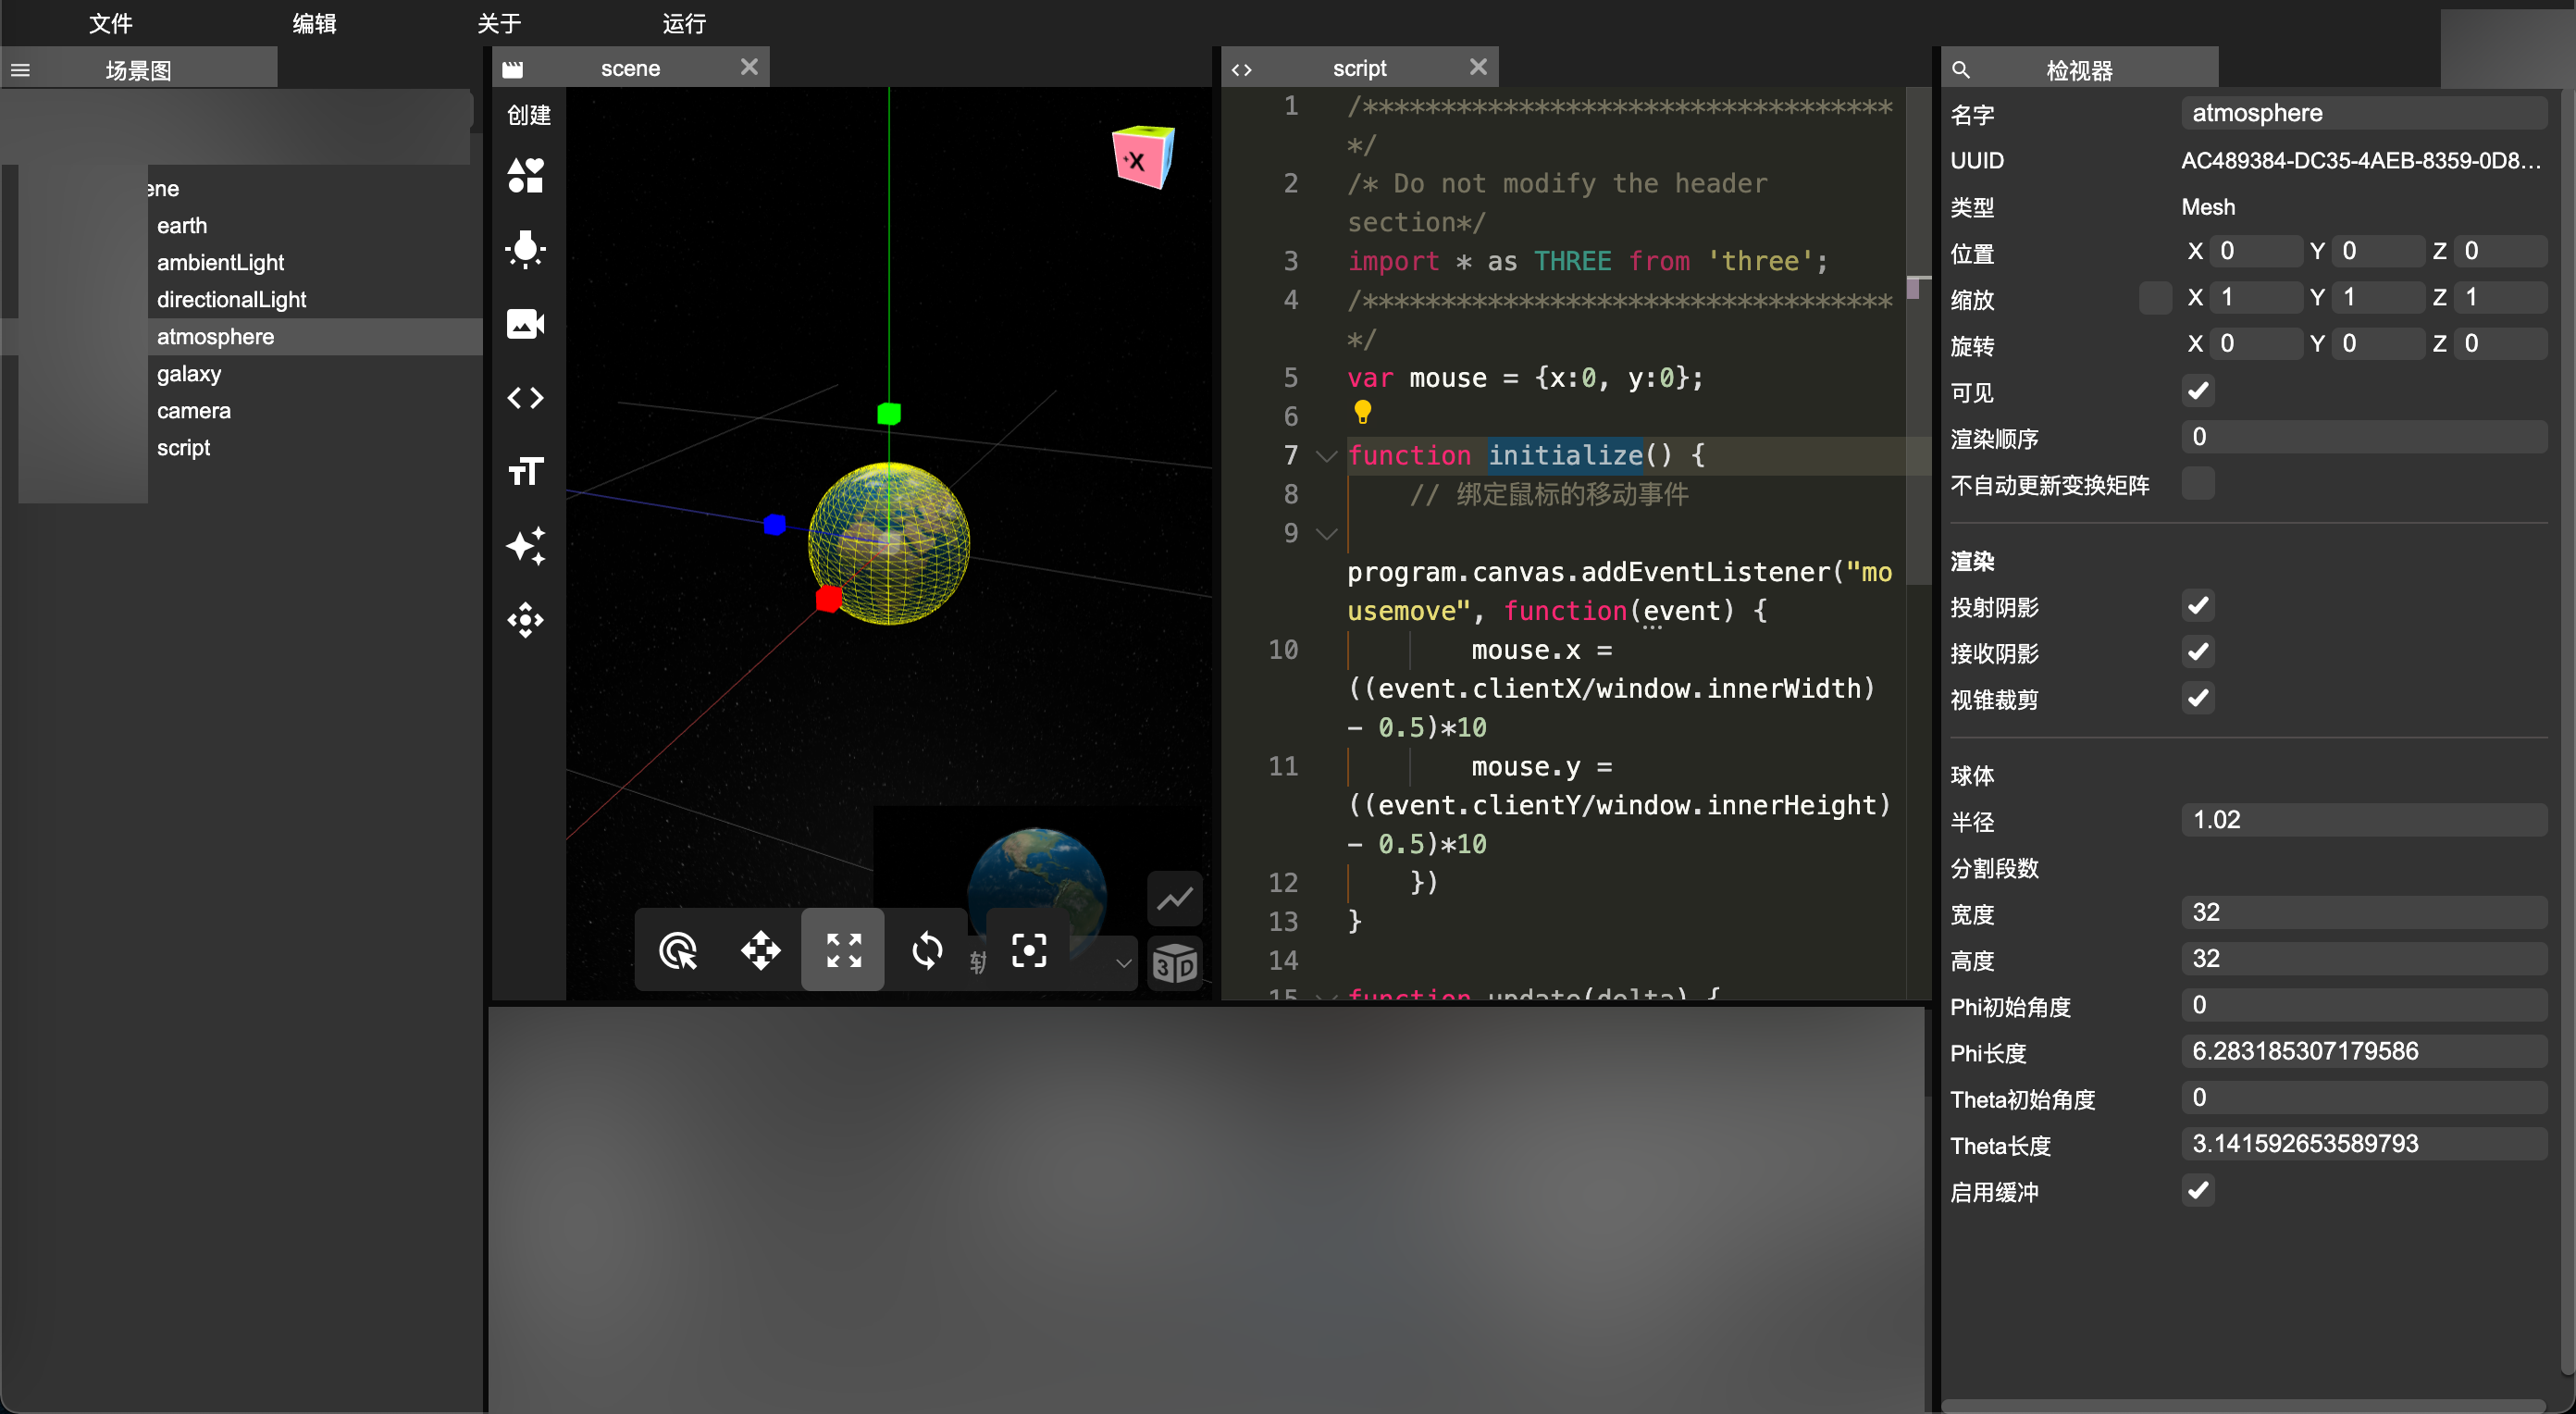 文件 编辑 关于 运行
场景图
ene
earth
ambientLight
directionalLight
atmosphere
galaxy
camera
script
scene
创建
+X
3D
script
1 /**********************************
*/
2 /* Do not modify the header
section*/
3 import * as THREE from 'three';
4 /**********************************
*/
5 var mouse = {x:0, y:0};
6
7 function initialize() {
8 // 绑定鼠标的移动事件
9
program.canvas.addEventListener("mo
usemove", function(event) {
10 mouse.x =
((event.clientX/window.innerWidth)
- 0.5)*10
11 mouse.y =
((event.clientY/window.innerHeight)
- 0.5)*10
12 })
13 }
14
15 function update(delta) {
检视器
名字 atmosphere
UUID AC489384-DC35-4AEB-8359-0D8...
类型 Mesh
位置 X 0 Y 0 Z 0
缩放 X 1 Y 1 Z 1
旋转 X 0 Y 0 Z 0
可见
渲染顺序 0
不自动更新变换矩阵
渲染
投射阴影
接收阴影
视锥裁剪
球体
半径 1.02
分割段数
宽度 32
高度 32
Phi初始角度 0
Phi长度 6.283185307179586
Theta初始角度 0
Theta长度 3.141592653589793
启用缓冲